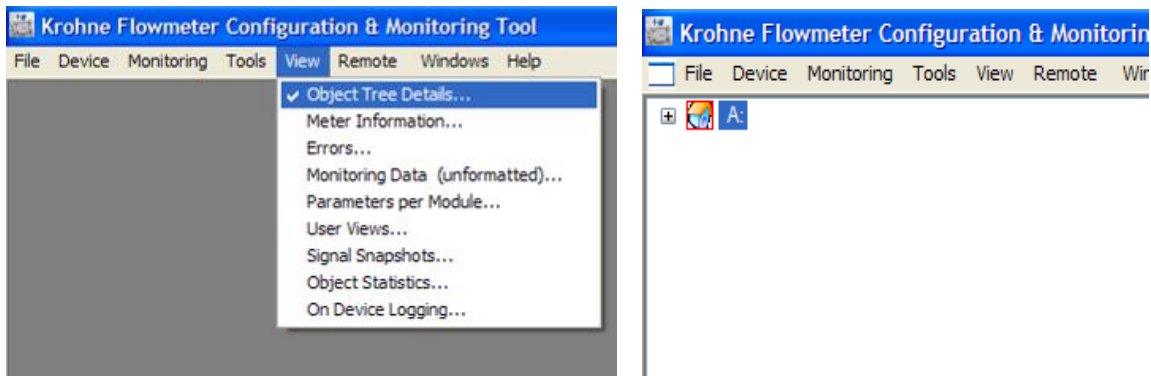 Krohne Flowmeter Configuration & Monitoring Tool
File Device Monitoring Tools View Remote Windows Help
Object Tree Details...
Meter Information...
Errors...
Monitoring Data (unformatted)...
Parameters per Module...
User Views...
Signal Snapshots...
Object Statistics...
On Device Logging...
Krohne Flowmeter Configuration & Monitorin
File Device Monitoring Tools View Remote Win
A: